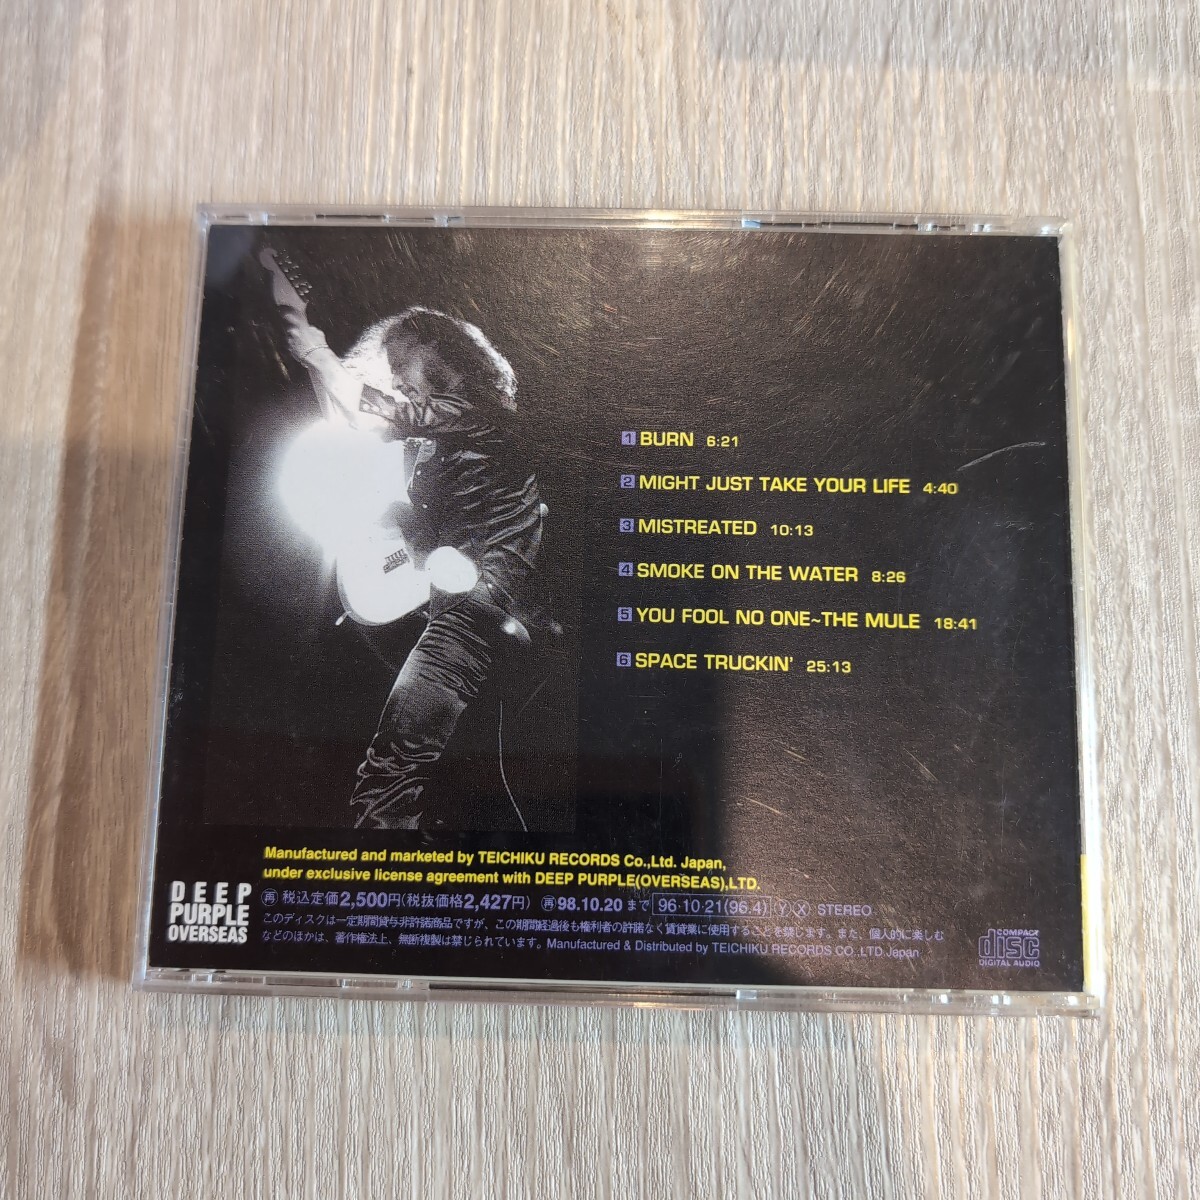 1 BURN 6:21
2 MIGHT JUST TAKE YOUR LIFE 4:40
3 MISTREATED 10:13
4 SMOKE ON THE WATER 8:26
5 YOU FOOL NO ONE~THE MULE 18:41
6 SPACE TRUCKIN' 25:13
Manufactured and marketed by TEICHIKU RECORDS Co.,Ltd. Japan,
under exclusive license agreement with DEEP PURPLE(OVERSEAS),LTD.
DEEP
PURPLE
OVERSEAS
再 税込定価2,500円(税抜価格2,427円) 再98.10.20まで 96·10·21(96.4) Y X STEREO
このディスクは一定期間貸与非許諾商品ですが、この期間経過後も権利者の許諾なく賃貸業に使用することを禁じます。また、個人的に楽しむ
などのほかは、著作権法上、無断複製は禁じられています。Manufactured & Distributed by TEICHIKU RECORDS CO.,LTD.Japan
COMPACT
disc
DIGITAL AUDIO